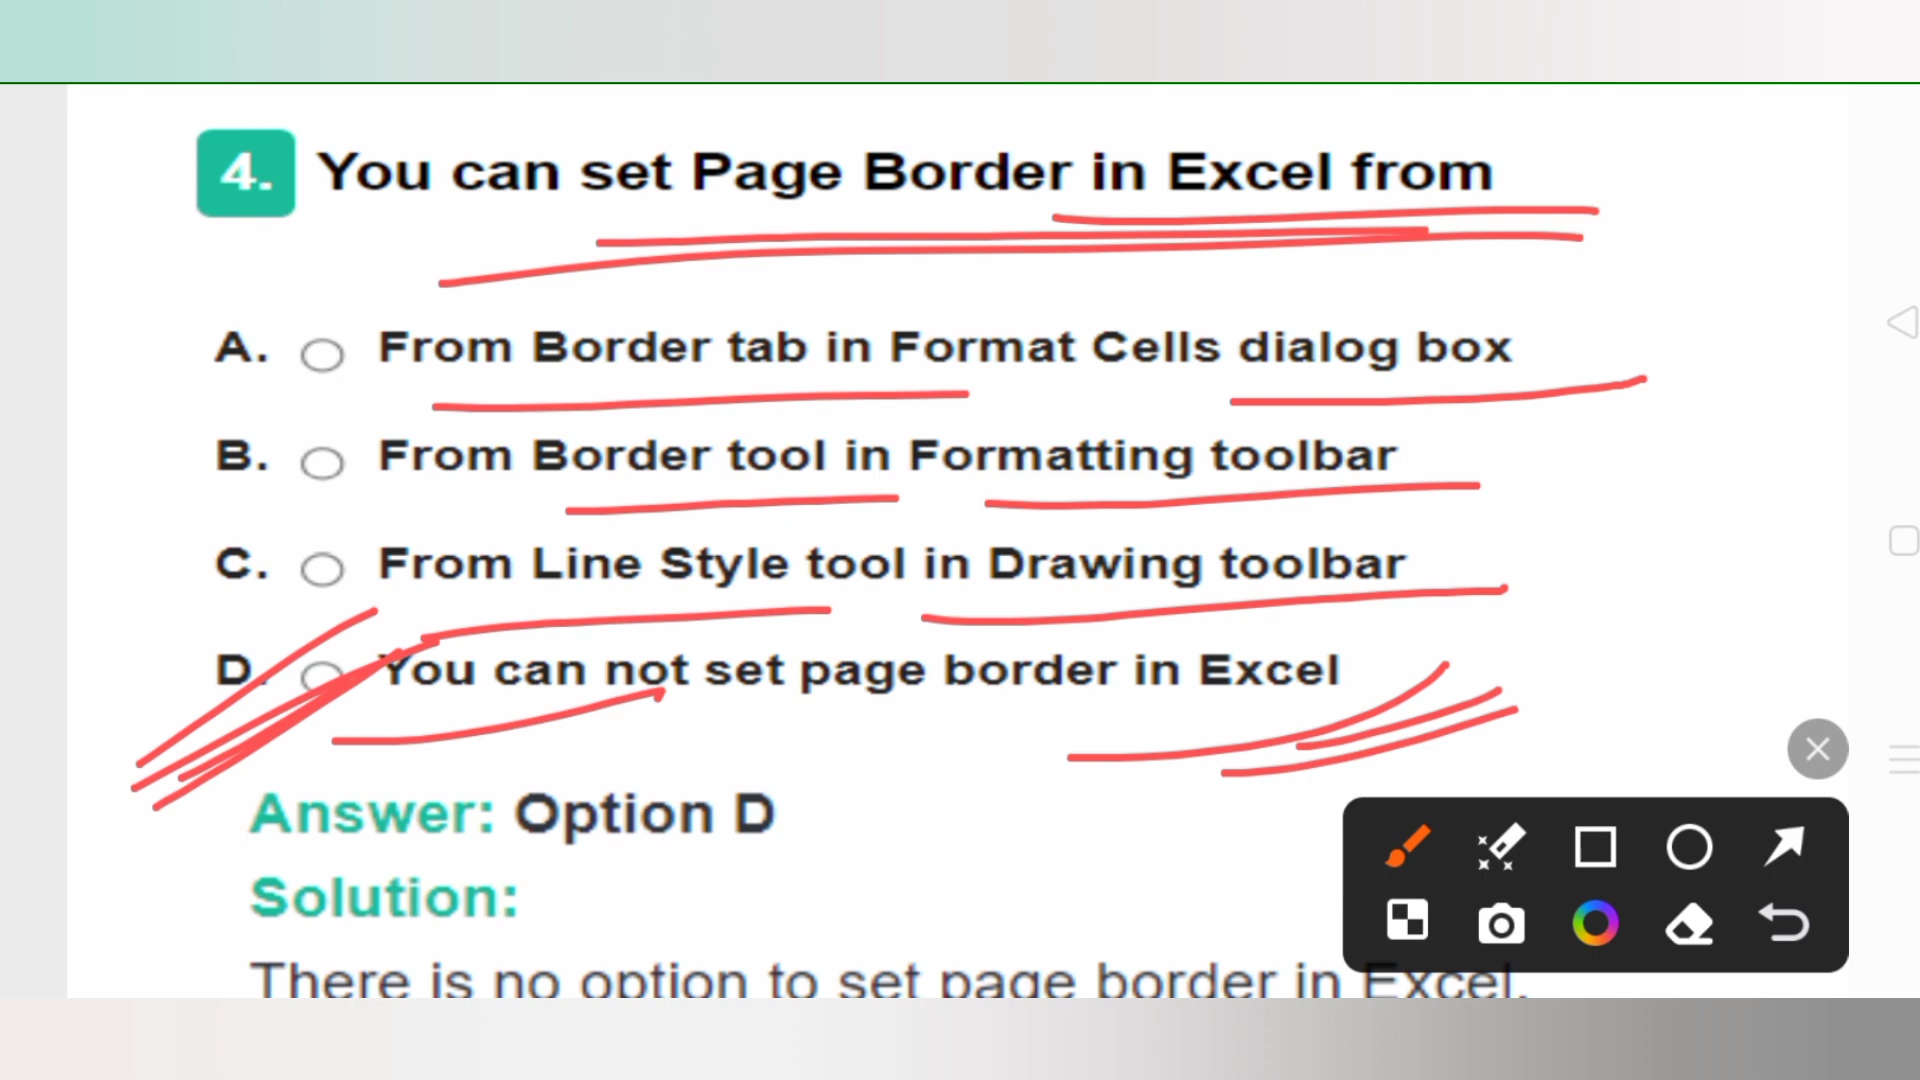 4. You can set Page Border in Excel from
A. From Border tab in Format Cells dialog box
B. From Border tool in Formatting toolbar
C. From Line Style tool in Drawing toolbar
D. You can not set page border in Excel
Answer: Option D
Solution:
There is no option to set page border in Excel.